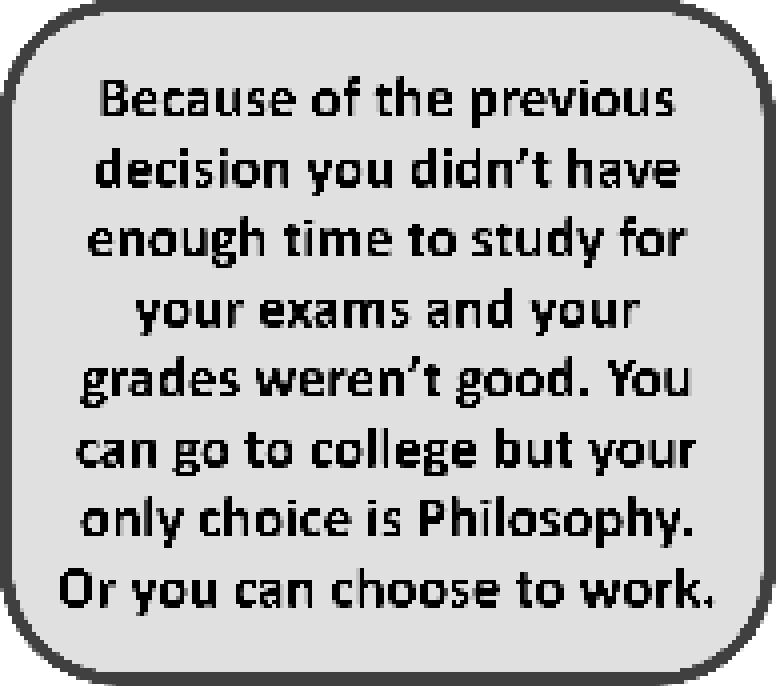 Because of the previous
decision you didn’t have
enough time to study for
your exams and your
grades weren’t good. You
can go to college but your
only choice is Philosophy.
Or you can choose to work.